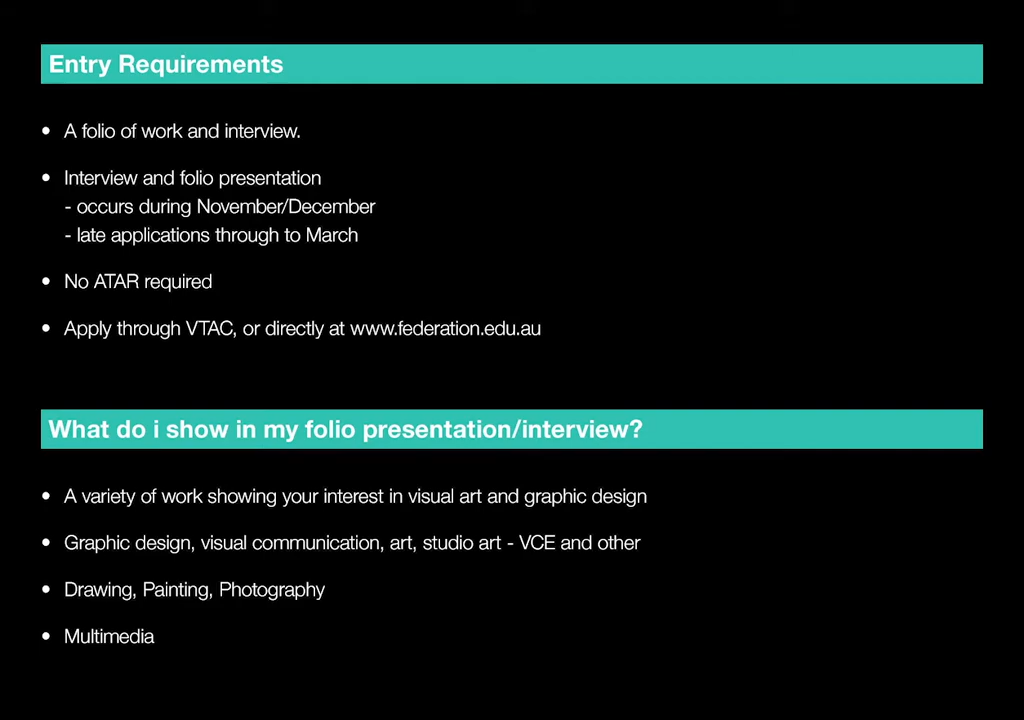 Entry Requirements
• A folio of work and interview.
• Interview and folio presentation
- occurs during November/December
- late applications through to March
• No ATAR required
• Apply through VTAC, or directly at www.federation.edu.au
What do i show in my folio presentation/interview?
• A variety of work showing your interest in visual art and graphic design
• Graphic design, visual communication, art, studio art - VCE and other
• Drawing, Painting, Photography
• Multimedia